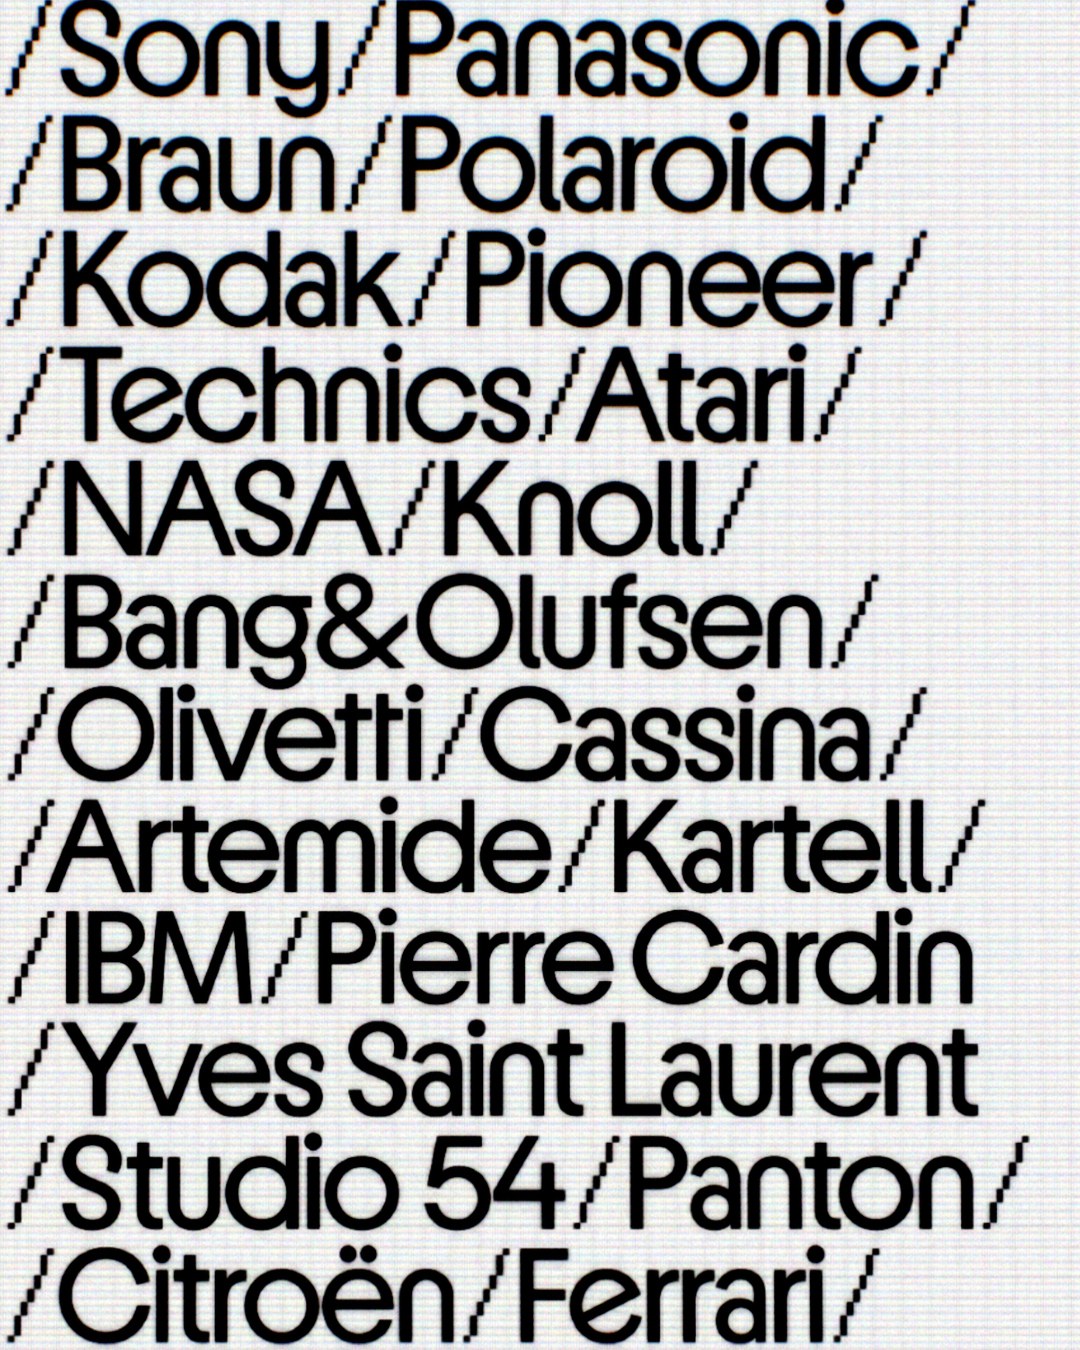 /Sony/Panasonic/
/Braun/Polaroid/
/Kodak/Pioneer/
/Technics/Atari/
/NASA/Knoll/
/Bang&Olufsen/
/Olivetti/Cassina/
/Artemide/Kartell/
/IBM/Pierre Cardin
/Yves Saint Laurent
/Studio 54/Panton/
/Citroën/Ferrari/